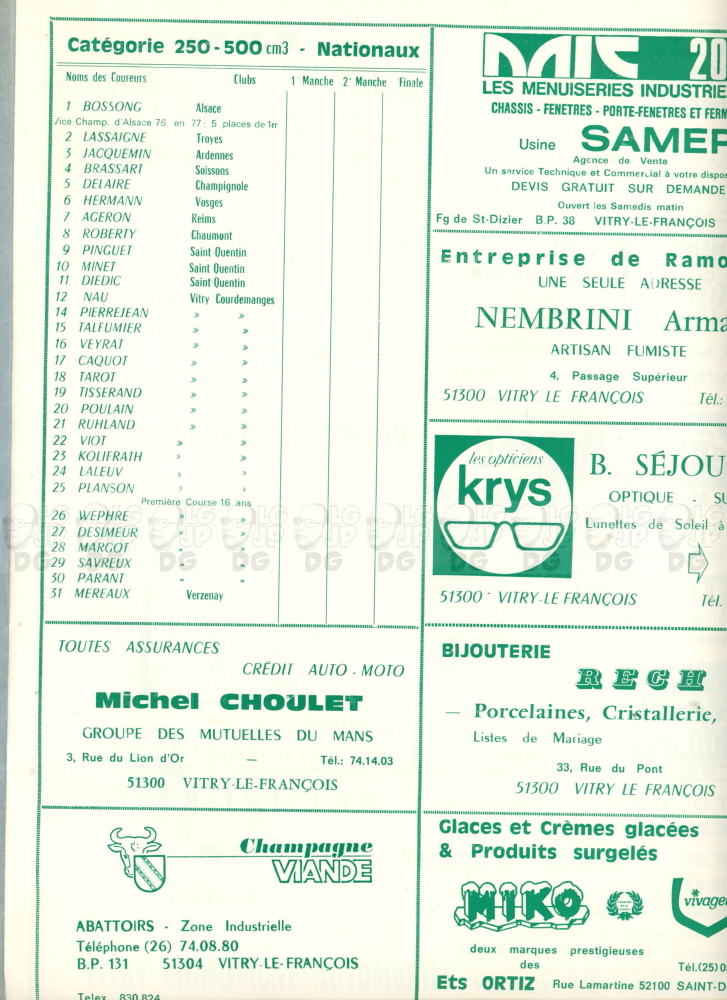 Catégorie 250-500 cm3 - Nationaux
Noms des Coureurs Clubs 1e Manche 2e Manche Finale
1 BOSSONG Alsace
Vice Champ. d'Alsace 76 en 77 : 5 places de 1er
2 LASSAIGNE Troyes
3 JACQUEMIN Ardennes
4 BRASSART Soissons
5 DELAIRE Champignole
6 HERMANN Vosges
7 AGERON Reims
8 ROBERTY Chaumont
9 PINGUET Saint-Quentin
10 MINET Saint Quentin
11 DIEDIC Saint Quentin
12 NAU Vitry Courdemanges
14 PIERREJEAN » »
15 TALFUMIER » »
16 VEYRAT » »
17 CAQUOT » »
18 TAROT » »
19 TISSERAND » »
20 POULAIN » »
21 RUHLAND » »
22 VIOT » »
23 KOLIFRATH » »
24 LALEUV » »
25 PLANSON » »
Première Course 16 ans
26 WEPHRE » »
27 DESIMEUR » »
28 MARGOT » »
29 SAVREUX » »
30 PARANT » »
31 MEREAUX Verzenay
TOUTES ASSURANCES
CRÉDIT AUTO - MOTO
Michel CHOULET
GROUPE DES MUTUELLES DU MANS
3, Rue du Lion d'Or — Tél.: 74.14.03
51300 VITRY-LE-FRANÇOIS
Champagne
VIANDE
ABATTOIRS - Zone Industrielle
Téléphone (26) 74.08.80
B.P. 131 51304 VITRY-LE-FRANÇOIS
Telex 830.824
20
LES MENUISERIES INDUSTRIE
CHASSIS - FENETRES - PORTE-FENETRES ET FERM
Usine SAMEP
Agence de Vente
Un service Technique et Commercial à votre dispos
DEVIS GRATUIT SUR DEMANDE
Ouvert les Samedis matin
Fg de St-Dizier B.P. 38 VITRY-LE-FRANÇOIS
Entreprise de Ramo
UNE SEULE ADRESSE
NEMBRINI Arma
ARTISAN FUMISTE
4, Passage Supérieur
51300 VITRY LE FRANÇOIS Tél.:
les opticiens
krys
B. SÉJOU
OPTIQUE - SU
Lunettes de Soleil à
51300 VITRY-LE FRANÇOIS Tél.
BIJOUTERIE
RECH
— Porcelaines, Cristallerie,
Listes de Mariage
33, Rue du Pont
51300 VITRY LE FRANÇOIS
Glaces et Crèmes glacées
& Produits surgelés
MIKO
vivagel
deux marques prestigieuses
des
Ets ORTIZ
Tél.(25)0
Rue Lamartine 52100 SAINT-D